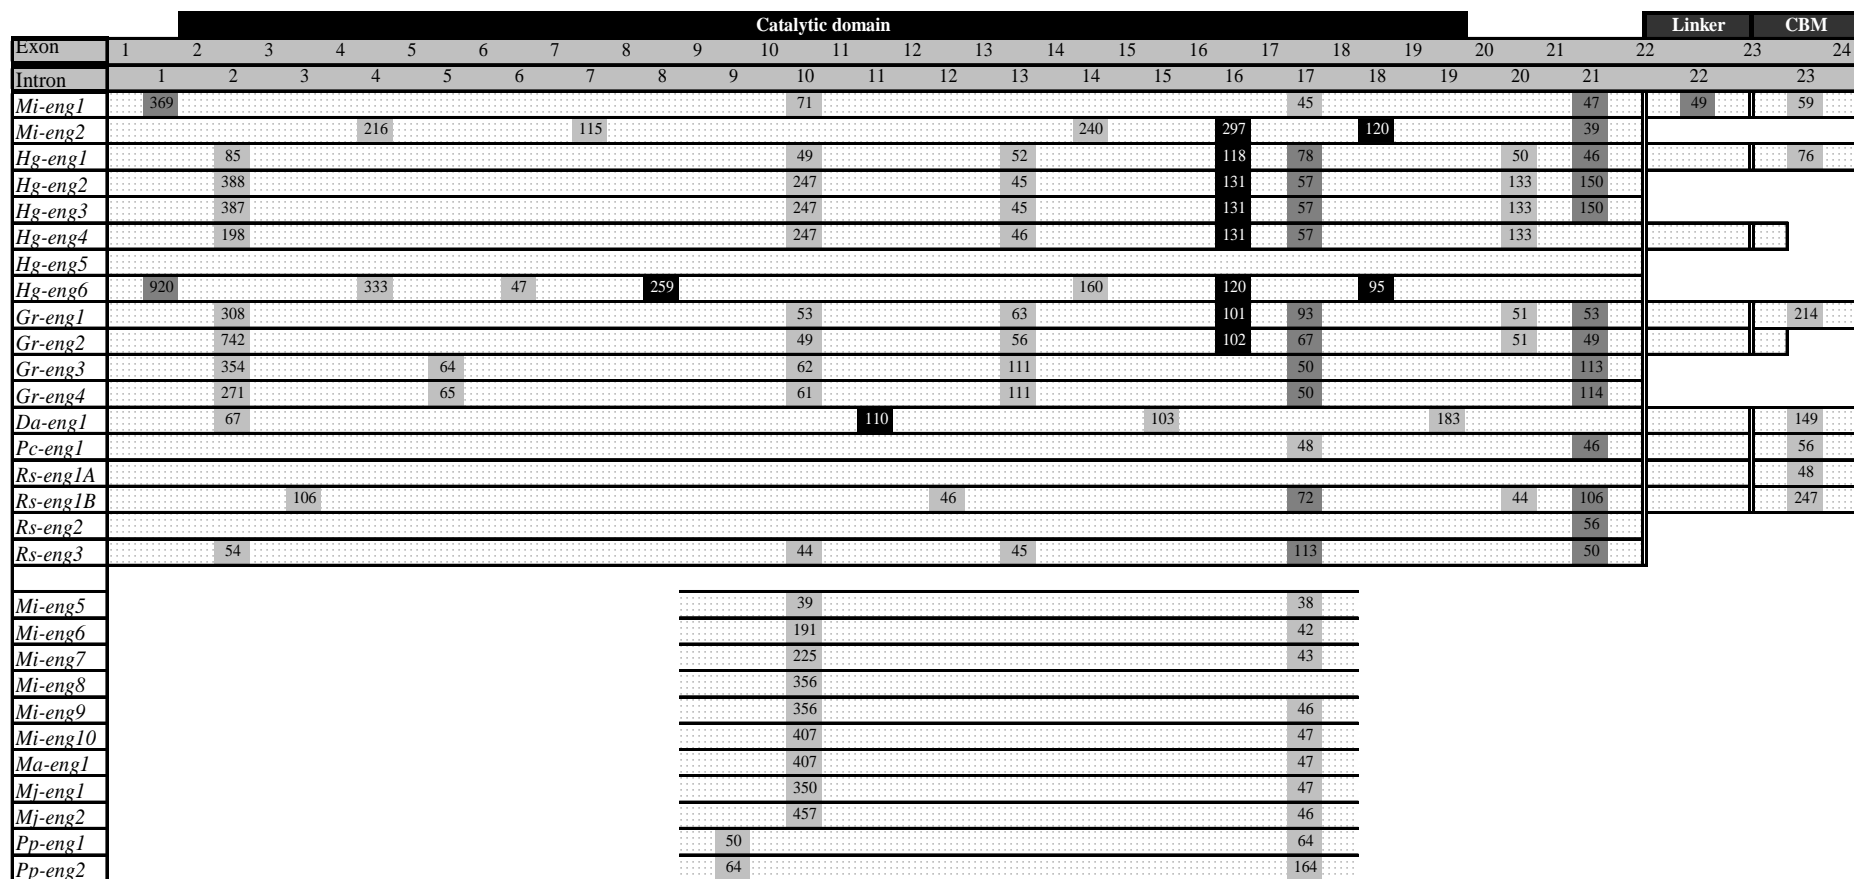 Catalytic domain Linker CBM
Exon 1 2 3 4 5 6 7 8 9 10 11 12 13 14 15 16 17 18 19 20 21 22 23 24
Intron 1 2 3 4 5 6 7 8 9 10 11 12 13 14 15 16 17 18 19 20 21 22 23
Mi-eng1 369 71 45 47 49 59
Mi-eng2 216 115 240 297 120 39
Hg-eng1 85 49 52 118 78 50 46 76
Hg-eng2 388 247 45 131 57 133 150
Hg-eng3 387 247 45 131 57 133 150
Hg-eng4 198 247 46 131 57 133
Hg-eng5
Hg-eng6 920 333 47 259 160 120 95
Gr-eng1 308 53 63 101 93 51 53 214
Gr-eng2 742 49 56 102 67 51 49
Gr-eng3 354 64 62 111 50 113
Gr-eng4 271 65 61 111 50 114
Da-eng1 67 110 103 183 149
Pc-eng1 48 46 56
Rs-eng1A 48
Rs-eng1B 106 46 72 44 106 247
Rs-eng2 56
Rs-eng3 54 44 45 113 50
Mi-eng5 39 38
Mi-eng6 191 42
Mi-eng7 225 43
Mi-eng8 356
Mi-eng9 356 46
Mi-eng10 407 47
Ma-eng1 407 47
Mj-eng1 350 47
Mj-eng2 457 46
Pp-eng1 50 64
Pp-eng2 64 164